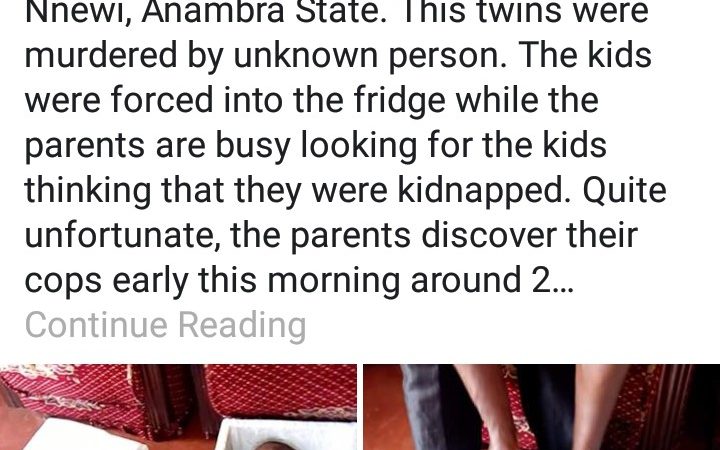 Nnewi, Anambra State. This twins were
murdered by unknown person. The kids
were forced into the fridge while the
parents are busy looking for the kids
thinking that they were kidnapped. Quite
unfortunate, the parents discover their
cops early this morning around 2...
Continue Reading